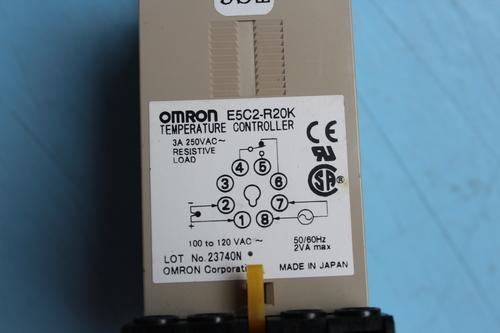 OMRON E5C2-R20K
TEMPERATURE CONTROLLER
3A 250VAC~
RESISTIVE
LOAD
CE
4 5
3 6
2 7
1 8
+
100 to 120 VAC ~
50/60Hz
2VA max
LOT No. 23740N
OMRON Corporation
MADE IN JAPAN